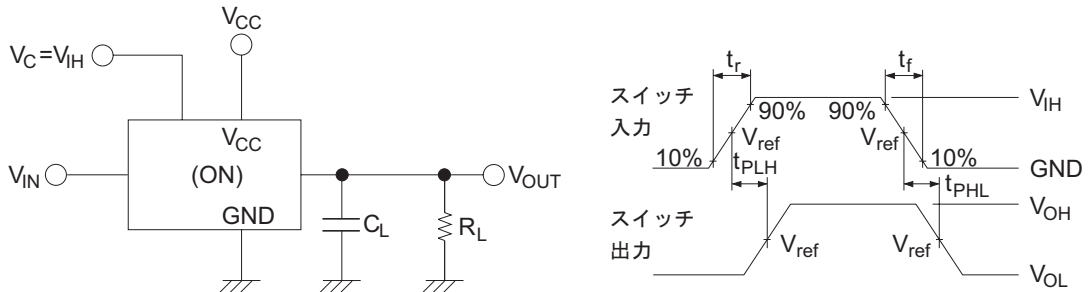 V_CC
V_C=V_IH
V_CC
V_IN
(ON)
V_OUT
GND
C_L
R_L
t_r
t_f
スイッチ
入力
90%
90%
V_IH
V_ref
V_ref
10%
10%
GND
t_PLH
t_PHL
V_OH
スイッチ
出力
V_ref
V_ref
V_OL